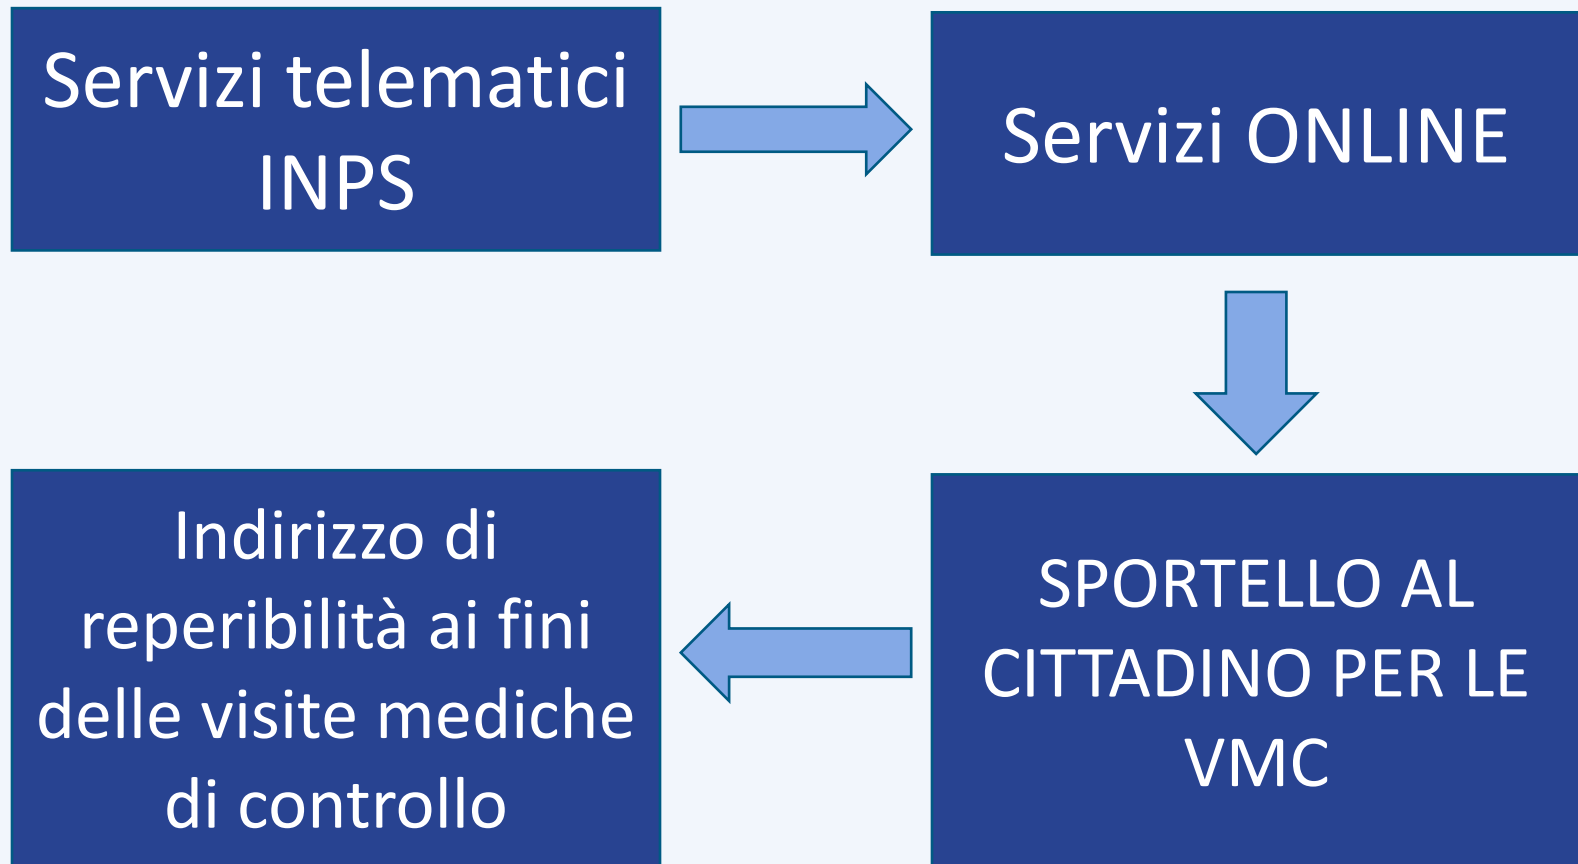 Servizi telematici
INPS
Servizi ONLINE
SPORTELLO AL
CITTADINO PER LE
VMC
Indirizzo di
reperibilità ai fini
delle visite mediche
di controllo